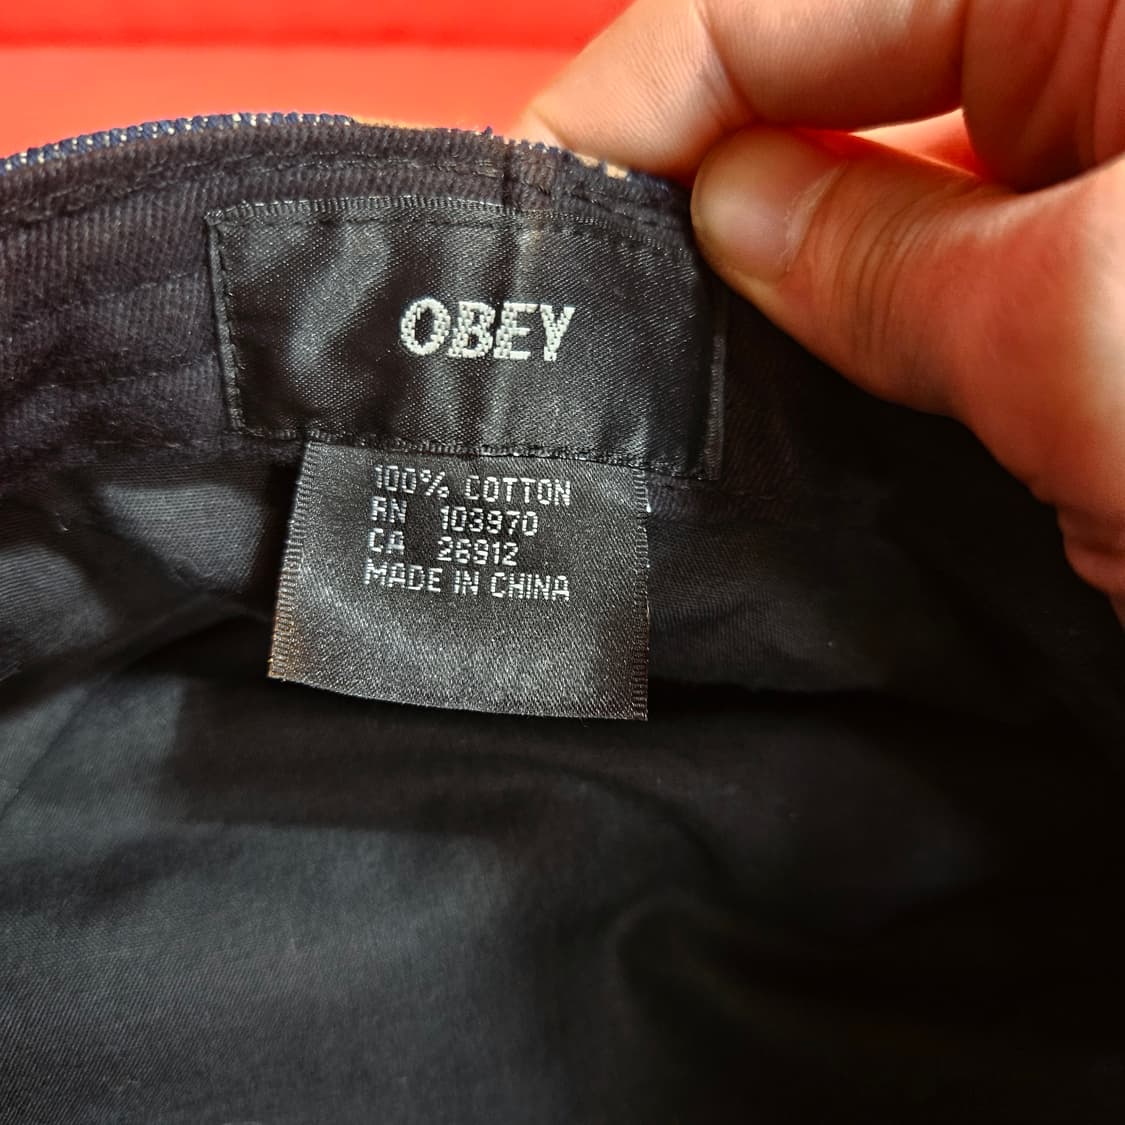 OBEY
100% COTTON
RN 103970
CA 26912
MADE IN CHINA